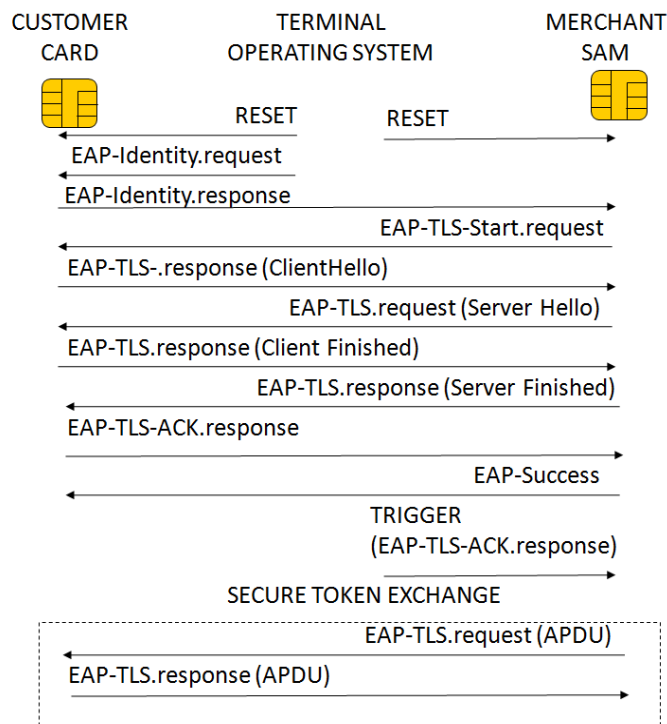 CUSTOMER
CARD
TERMINAL
OPERATING SYSTEM
MERCHANT
SAM
RESET
RESET
EAP-Identity.request
EAP-Identity.response
EAP-TLS-Start.request
EAP-TLS-.response (ClientHello)
EAP-TLS.request (Server Hello)
EAP-TLS.response (Client Finished)
EAP-TLS.response (Server Finished)
EAP-TLS-ACK.response
EAP-Success
TRIGGER
(EAP-TLS-ACK.response)
SECURE TOKEN EXCHANGE
EAP-TLS.request (APDU)
EAP-TLS.response (APDU)